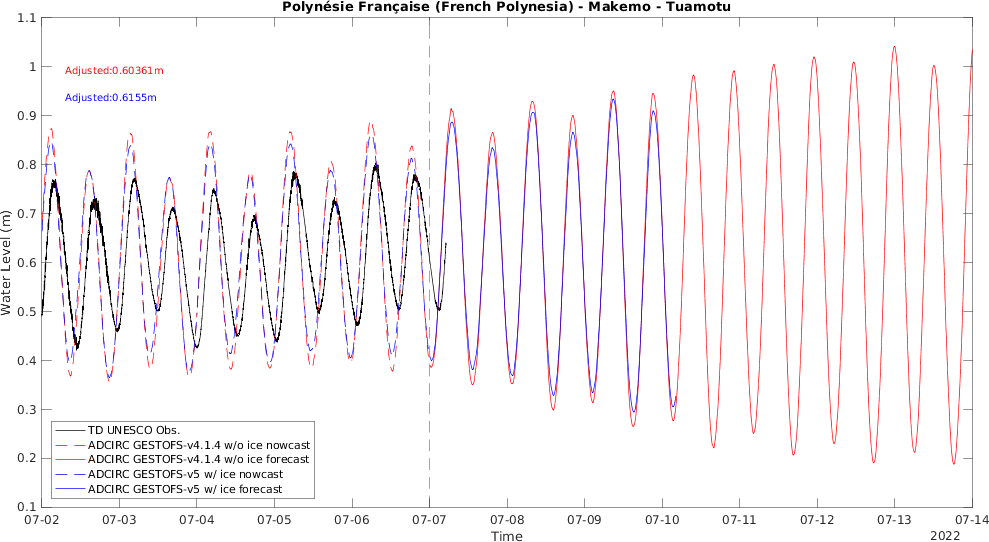 Polynésie Française (French Polynesia) - Makemo - Tuamotu
1.1
1
0.9
0.8
0.7
0.6
0.5
0.4
0.3
0.2
0.1
Water Level (m)
Adjusted:0.60361m
Adjusted:0.6155m
TD UNESCO Obs.
ADCIRC GESTOFS-v4.1.4 w/o ice nowcast
ADCIRC GESTOFS-v4.1.4 w/o ice forecast
ADCIRC GESTOFS-v5 w/ ice nowcast
ADCIRC GESTOFS-v5 w/ ice forecast
07-02 07-03 07-04 07-05 07-06 07-07 07-08 07-09 07-10 07-11 07-12 07-13 07-14
Time
2022